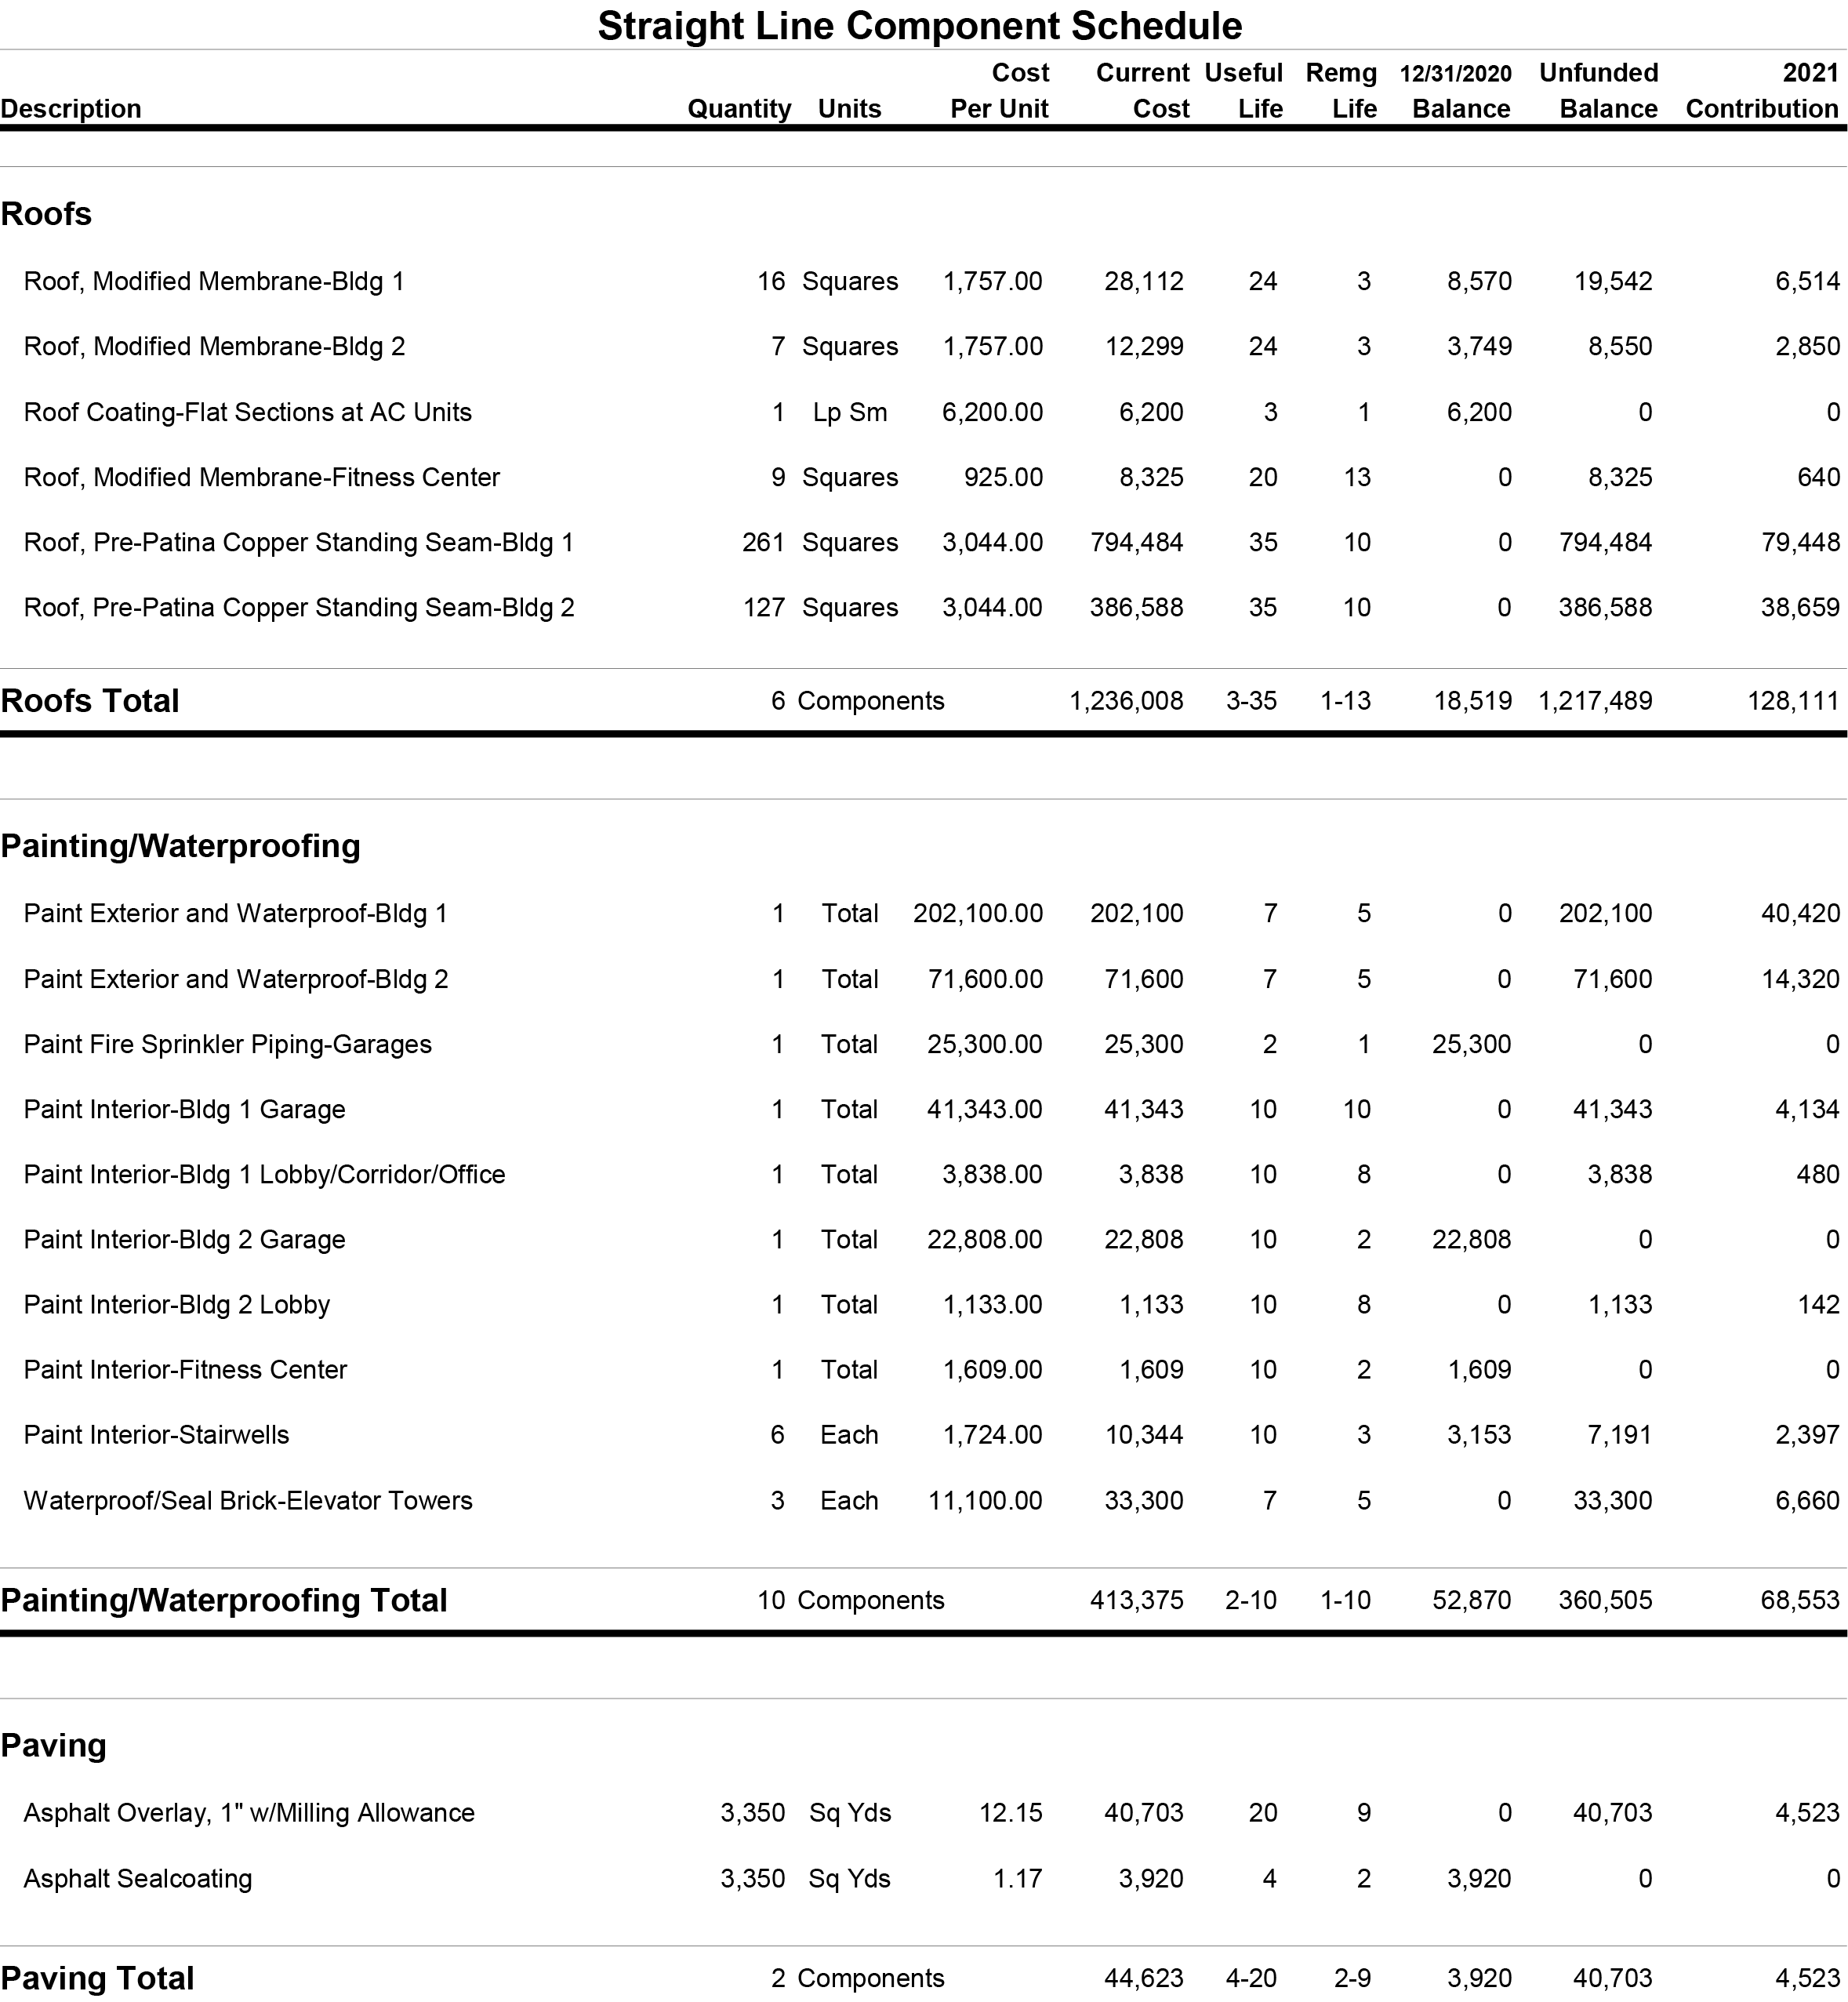 Straight Line Component Schedule
Cost Current Useful Remg 12/31/2020 Unfunded 2021
Description Quantity Units Per Unit Cost Life Life Balance Balance Contribution
Roofs
Roof, Modified Membrane-Bldg 1 16 Squares 1,757.00 28,112 24 3 8,570 19,542 6,514
Roof, Modified Membrane-Bldg 2 7 Squares 1,757.00 12,299 24 3 3,749 8,550 2,850
Roof Coating-Flat Sections at AC Units 1 Lp Sm 6,200.00 6,200 3 1 6,200 0 0
Roof, Modified Membrane-Fitness Center 9 Squares 925.00 8,325 20 13 0 8,325 640
Roof, Pre-Patina Copper Standing Seam-Bldg 1 261 Squares 3,044.00 794,484 35 10 0 794,484 79,448
Roof, Pre-Patina Copper Standing Seam-Bldg 2 127 Squares 3,044.00 386,588 35 10 0 386,588 38,659
Roofs Total 6 Components 1,236,008 3-35 1-13 18,519 1,217,489 128,111
Painting/Waterproofing
Paint Exterior and Waterproof-Bldg 1 1 Total 202,100.00 202,100 7 5 0 202,100 40,420
Paint Exterior and Waterproof-Bldg 2 1 Total 71,600.00 71,600 7 5 0 71,600 14,320
Paint Fire Sprinkler Piping-Garages 1 Total 25,300.00 25,300 2 1 25,300 0 0
Paint Interior-Bldg 1 Garage 1 Total 41,343.00 41,343 10 10 0 41,343 4,134
Paint Interior-Bldg 1 Lobby/Corridor/Office 1 Total 3,838.00 3,838 10 8 0 3,838 480
Paint Interior-Bldg 2 Garage 1 Total 22,808.00 22,808 10 2 22,808 0 0
Paint Interior-Bldg 2 Lobby 1 Total 1,133.00 1,133 10 8 0 1,133 142
Paint Interior-Fitness Center 1 Total 1,609.00 1,609 10 2 1,609 0 0
Paint Interior-Stairwells 6 Each 1,724.00 10,344 10 3 3,153 7,191 2,397
Waterproof/Seal Brick-Elevator Towers 3 Each 11,100.00 33,300 7 5 0 33,300 6,660
Painting/Waterproofing Total 10 Components 413,375 2-10 1-10 52,870 360,505 68,553
Paving
Asphalt Overlay, 1" w/Milling Allowance 3,350 Sq Yds 12.15 40,703 20 9 0 40,703 4,523
Asphalt Sealcoating 3,350 Sq Yds 1.17 3,920 4 2 3,920 0 0
Paving Total 2 Components 44,623 4-20 2-9 3,920 40,703 4,523